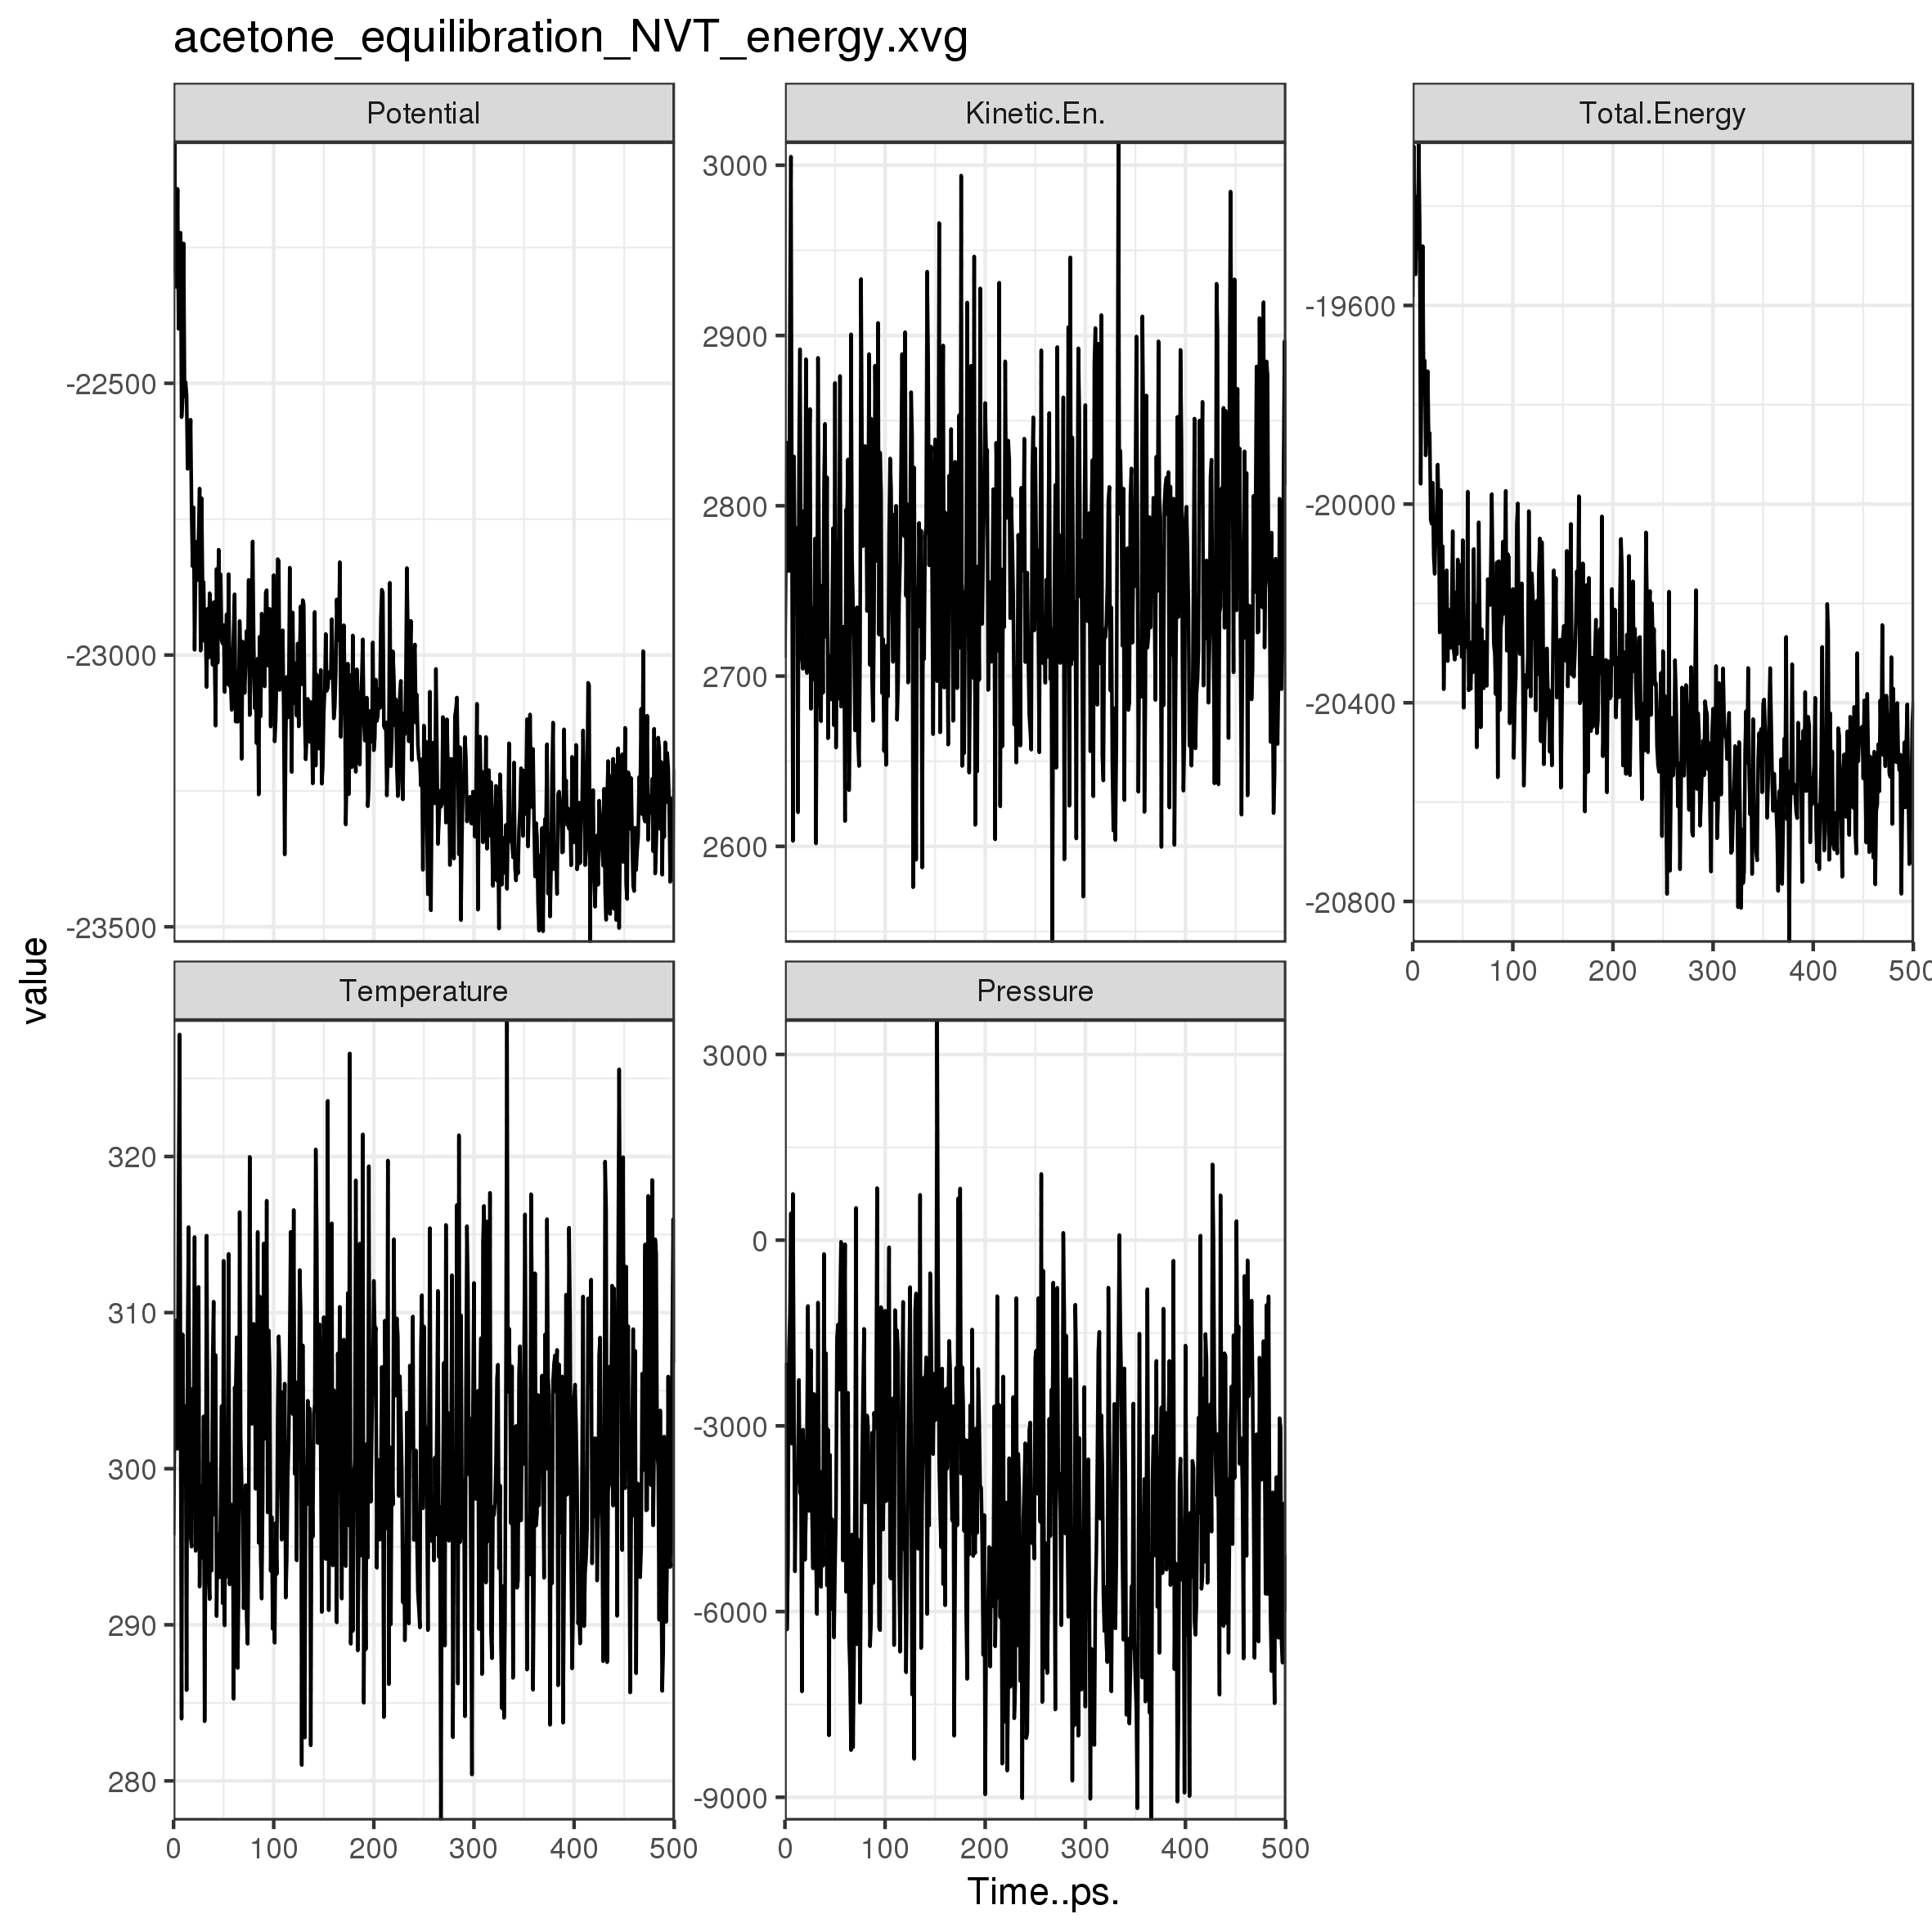 acetone_equilibration_NVT_energy.xvg
Potential
Kinetic.En.
Total.Energy
-22500
-23000
-23500
3000
2900
2800
2700
2600
-19600
-20000
-20400
-20800
0 100 200 300 400 500
value
Temperature
Pressure
320
310
300
290
280
3000
0
-3000
-6000
-9000
0 100 200 300 400 500
0 100 200 300 400 500
Time..ps.